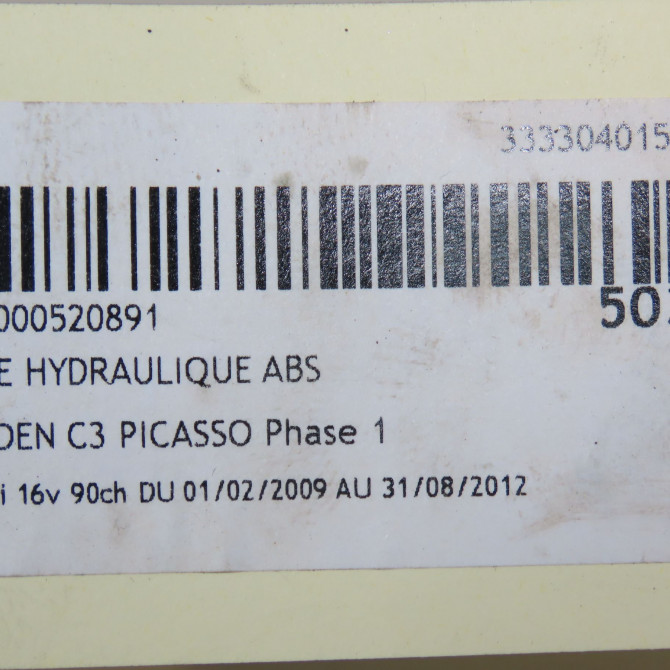 333304015
000520891
50
E HYDRAULIQUE ABS
DEN C3 PICASSO Phase 1
i 16v 90ch DU 01/02/2009 AU 31/08/2012